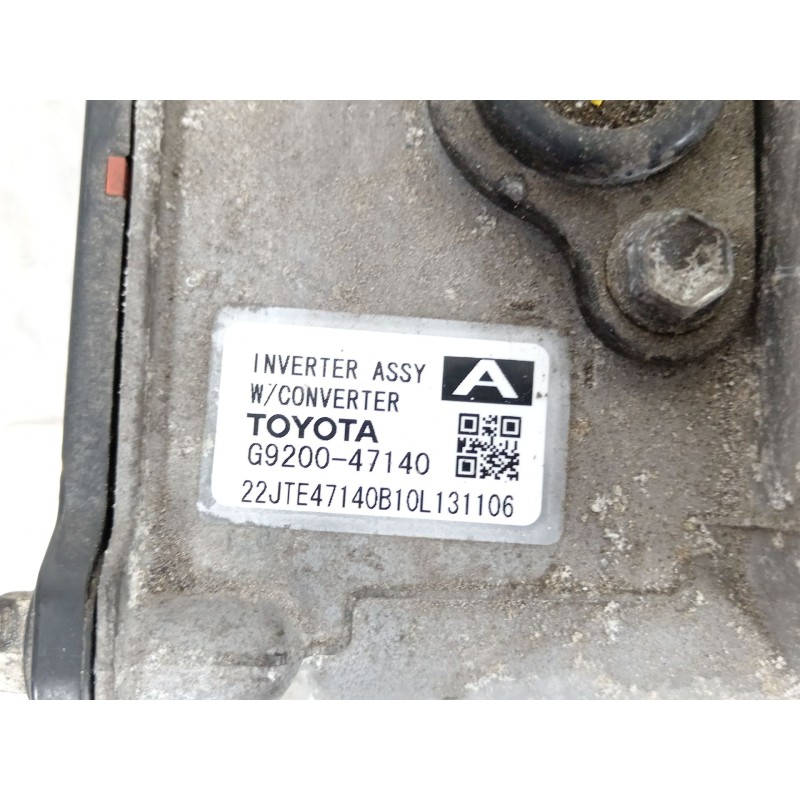 INVERTER ASSY A
W/CONVERTER
TOYOTA
G9200-47140
22JTE47140B10L131106